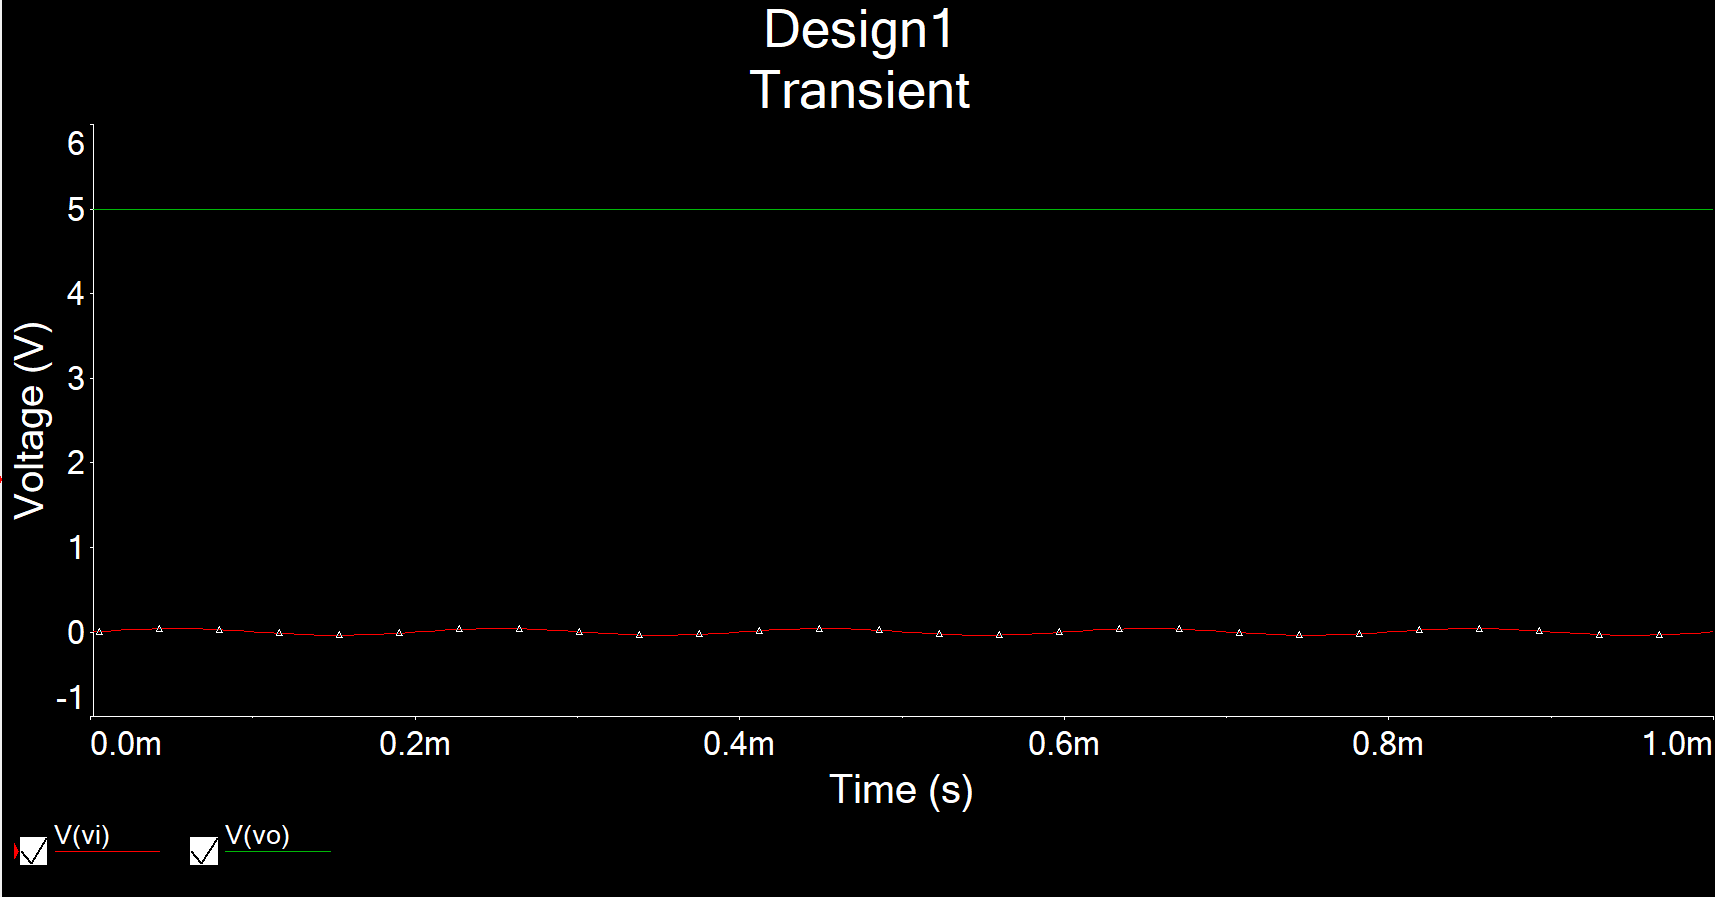 Design1
Transient
6
5
4
3
2
1
0
-1
Voltage (V)
0.0m 0.2m 0.4m 0.6m 0.8m 1.0m
Time (s)
V(vi) V(vo)